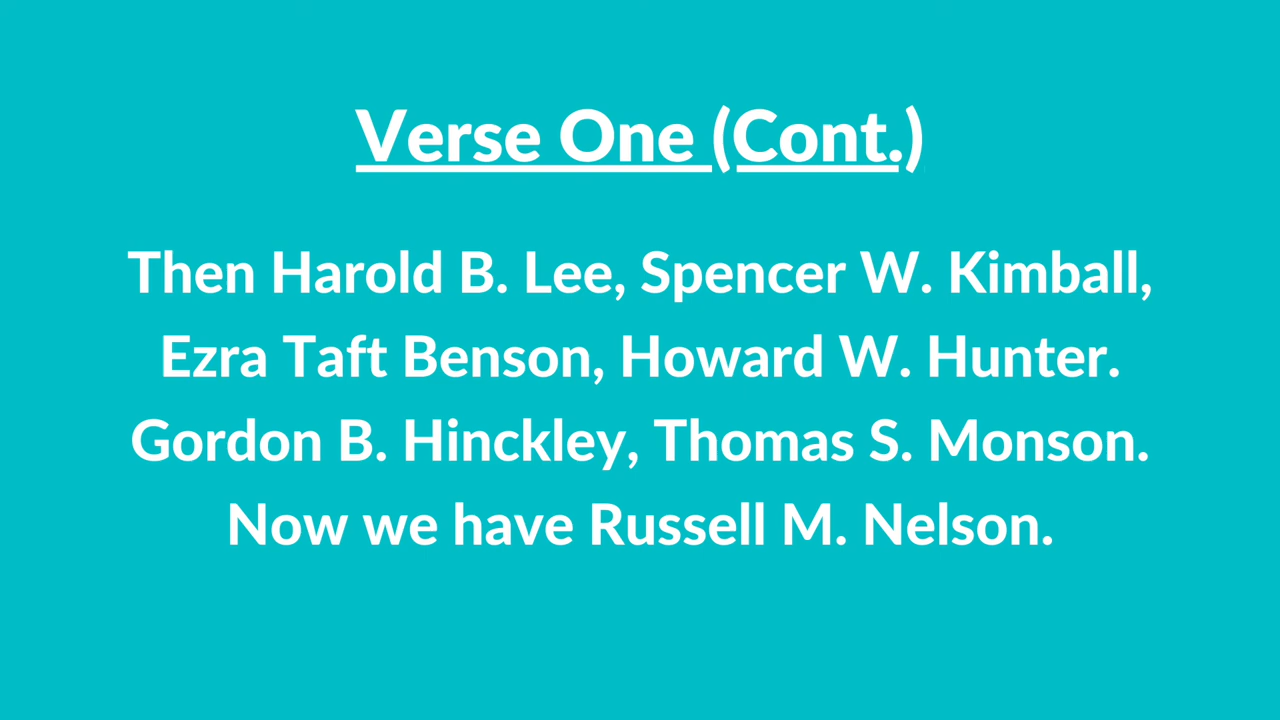 Verse One (Cont.)
Then Harold B. Lee, Spencer W. Kimball,
Ezra Taft Benson, Howard W. Hunter.
Gordon B. Hinckley, Thomas S. Monson.
Now we have Russell M. Nelson.